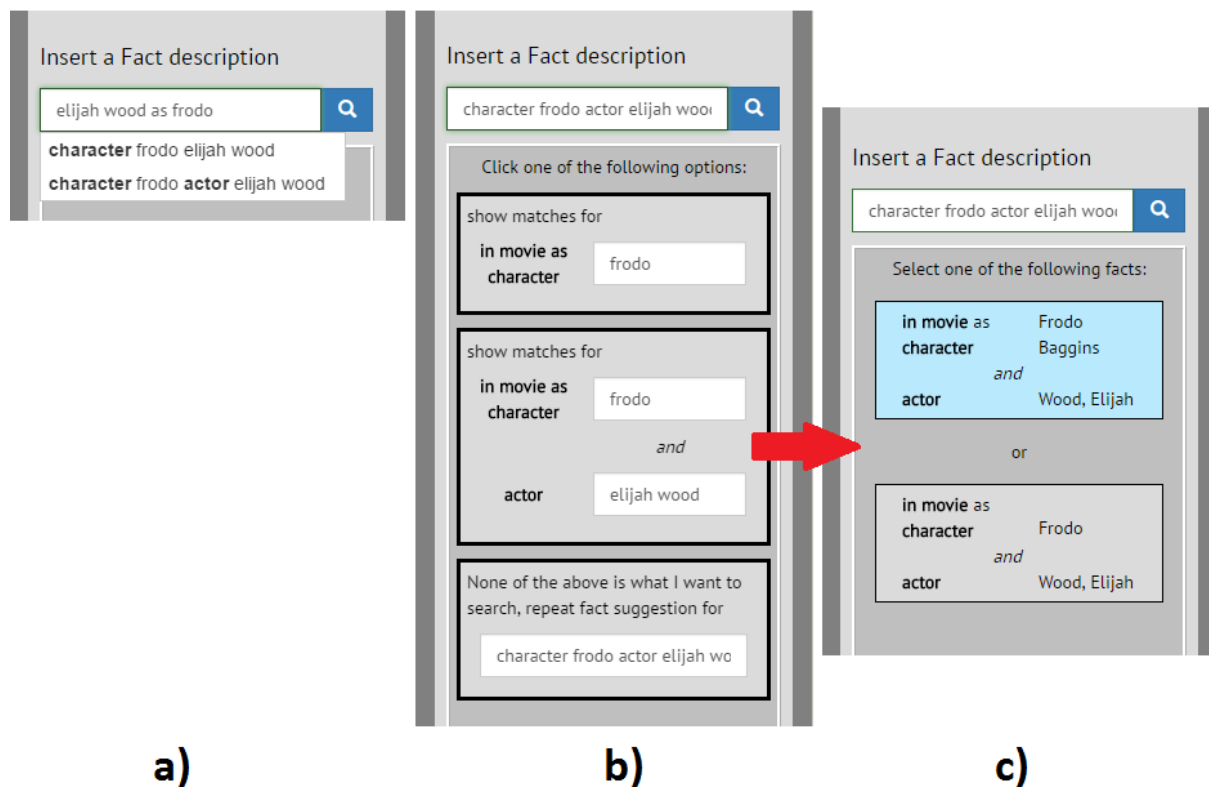 Insert a Fact description
elijah wood as frodo
character frodo elijah wood
character frodo actor elijah wood
a)
Insert a Fact description
character frodo actor elijah wood
Click one of the following options:
show matches for
in movie as
character
frodo
show matches for
in movie as
character
frodo
and
actor
elijah wood
None of the above is what I want to
search, repeat fact suggestion for
character frodo actor elijah wo
b)
Insert a Fact description
character frodo actor elijah wood
Select one of the following facts:
in movie as Frodo
character Baggins
and
actor Wood, Elijah
or
in movie as
character Frodo
and
actor Wood, Elijah
c)